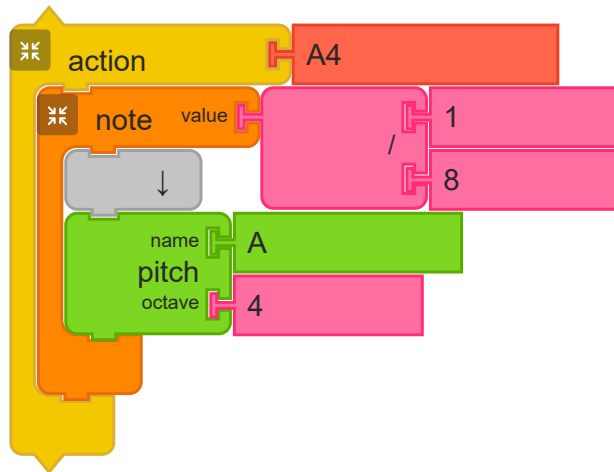 action A4
note value / 1
8
↓
name A
pitch
octave 4